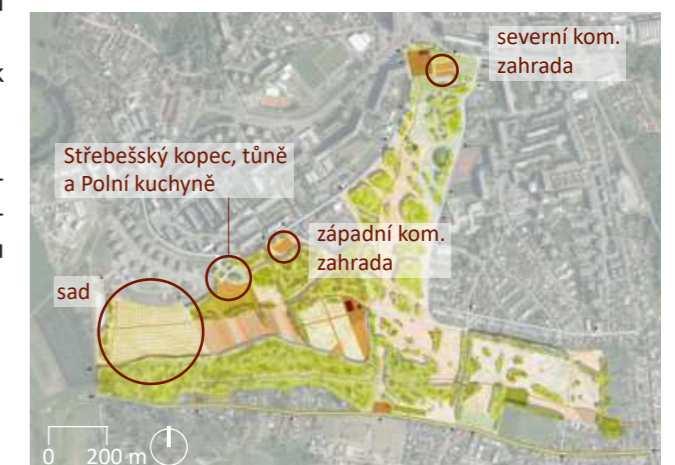 severní kom.
zahrada
Střebešský kopec, tůně
a Polní kuchyně
západní kom.
zahrada
sad
0 200 m